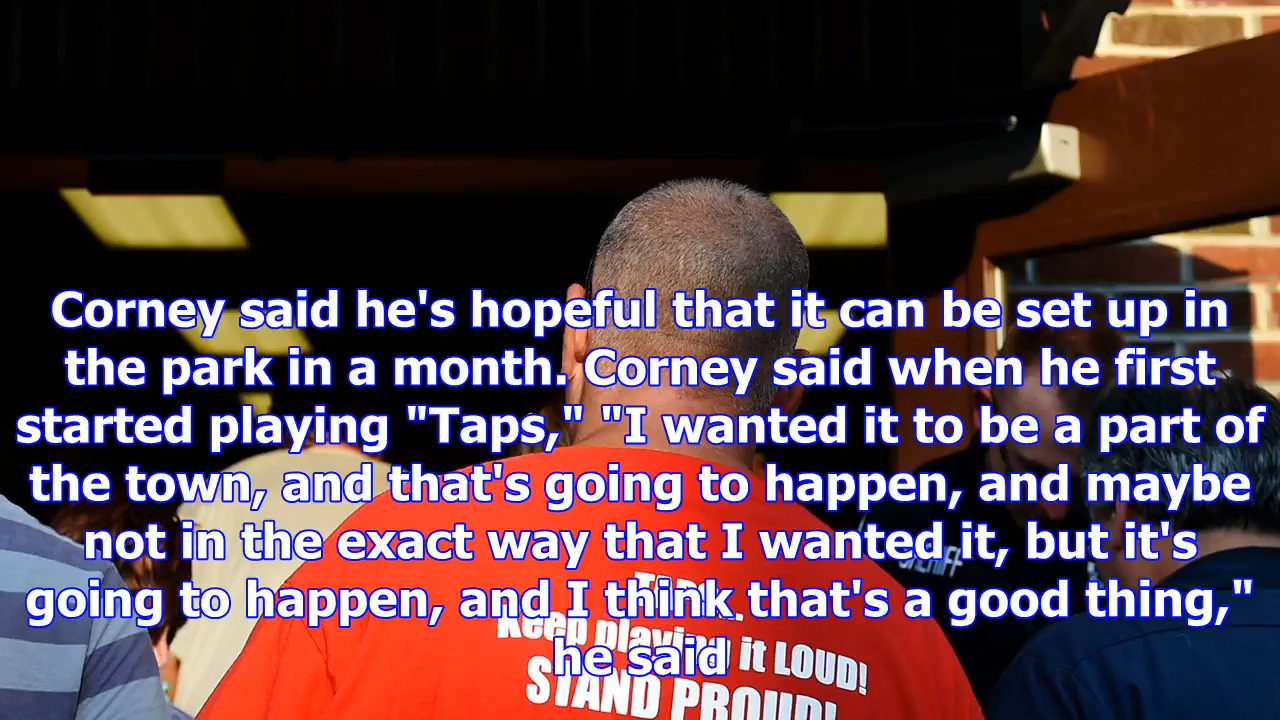 Corney said he's hopeful that it can be set up in
the park in a month. Corney said when he first
started playing "Taps," "I wanted it to be a part of
the town, and that's going to happen, and maybe
not in the exact way that I wanted it, but it's
going to happen, and I think that's a good thing,"
he said
Keep playing it LOUD!
STAND PROUD!